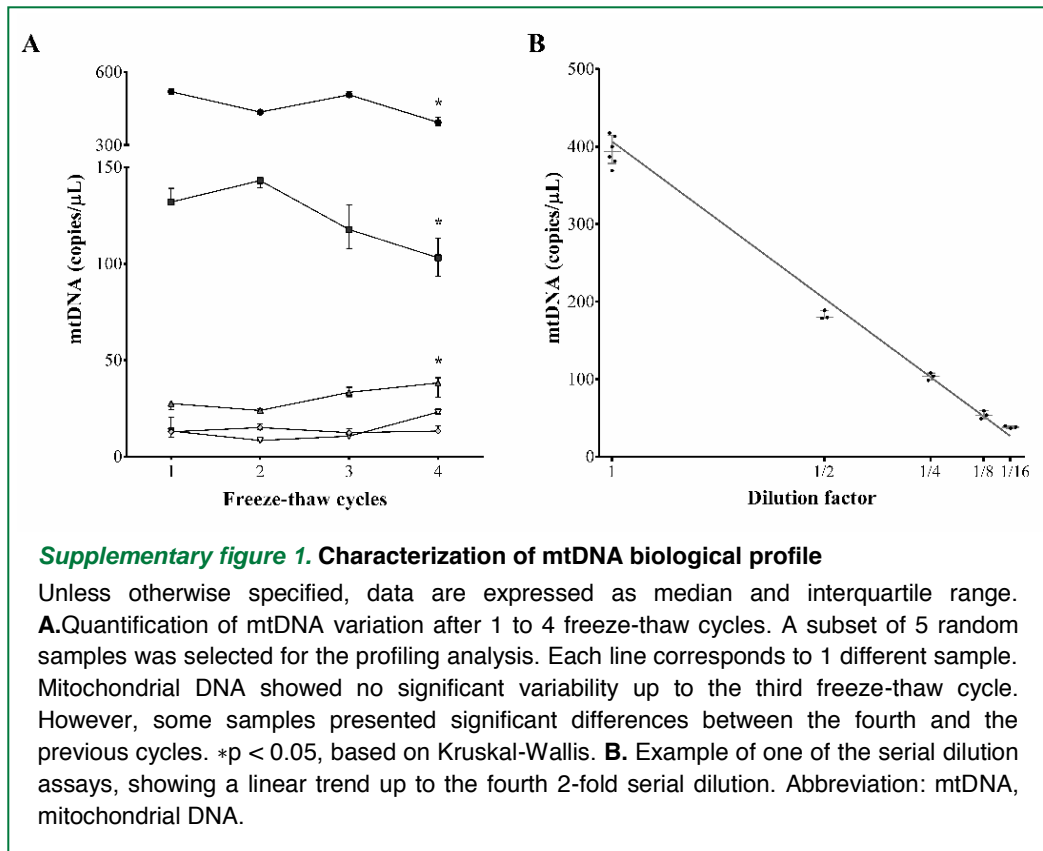 A
B
600
300
150
100
50
0
mtDNA (copies/µL)
*
*
*
1 2 3 4
Freeze-thaw cycles
500
400
300
200
100
0
mtDNA (copies/µL)
1 1/2 1/4 1/8 1/16
Dilution factor
Supplementary figure 1. Characterization of mtDNA biological profile
Unless otherwise specified, data are expressed as median and interquartile range.
A.Quantification of mtDNA variation after 1 to 4 freeze-thaw cycles. A subset of 5 random
samples was selected for the profiling analysis. Each line corresponds to 1 different sample.
Mitochondrial DNA showed no significant variability up to the third freeze-thaw cycle.
However, some samples presented significant differences between the fourth and the
previous cycles. *p < 0.05, based on Kruskal-Wallis. B. Example of one of the serial dilution
assays, showing a linear trend up to the fourth 2-fold serial dilution. Abbreviation: mtDNA,
mitochondrial DNA.